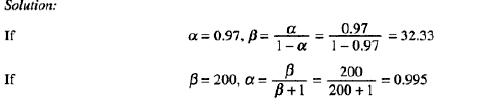 Solution:
If α = 0.97, β = α / (1 − α) = 0.97 / (1 − 0.97) = 32.33
If β = 200, α = β / (β + 1) = 200 / (200 + 1) = 0.995